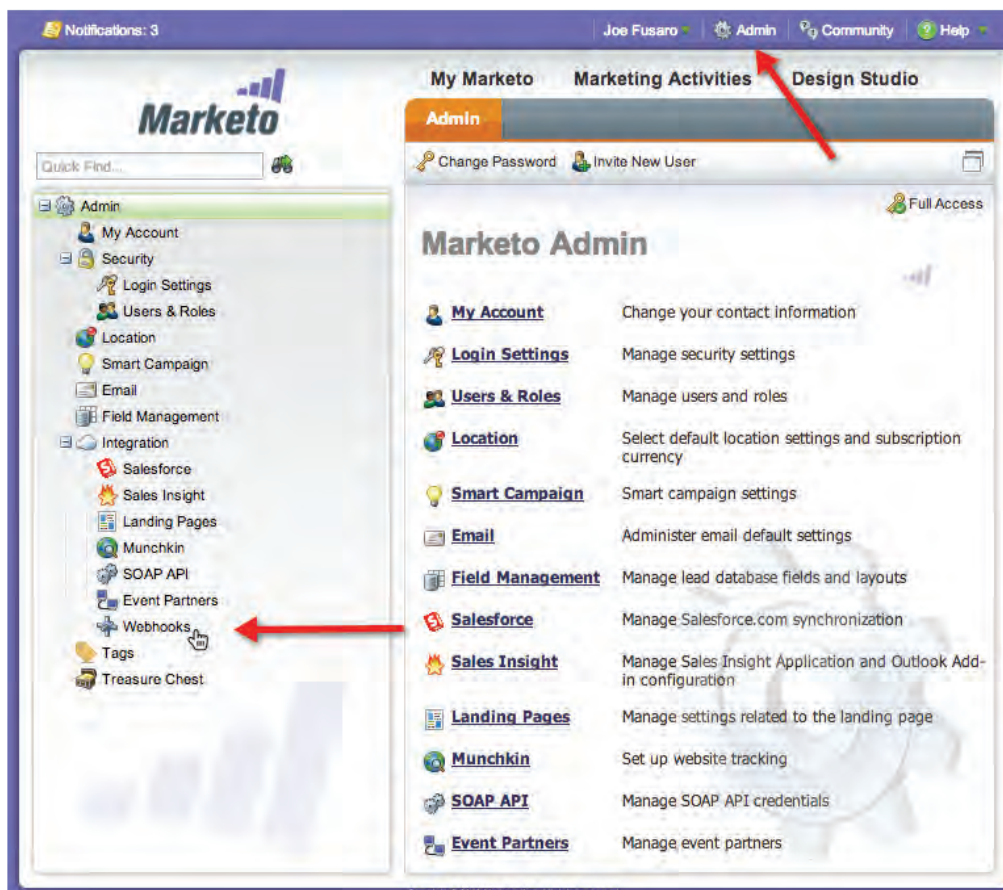 Notifications: 3
Joe Fusaro
Admin
Community
Help
Marketo
My Marketo
Marketing Activities
Design Studio
Admin
Quick Find...
Change Password
Invite New User
Full Access
Admin
My Account
Security
Login Settings
Users & Roles
Location
Smart Campaign
Email
Field Management
Integration
Salesforce
Sales Insight
Landing Pages
Munchkin
SOAP API
Event Partners
Webhooks
Tags
Treasure Chest
Marketo Admin
My Account Change your contact information
Login Settings Manage security settings
Users & Roles Manage users and roles
Location Select default location settings and subscription
currency
Smart Campaign Smart campaign settings
Email Administer email default settings
Field Management Manage lead database fields and layouts
Salesforce Manage Salesforce.com synchronization
Sales Insight Manage Sales Insight Application and Outlook Add-
in configuration
Landing Pages Manage settings related to the landing page
Munchkin Set up website tracking
SOAP API Manage SOAP API credentials
Event Partners Manage event partners